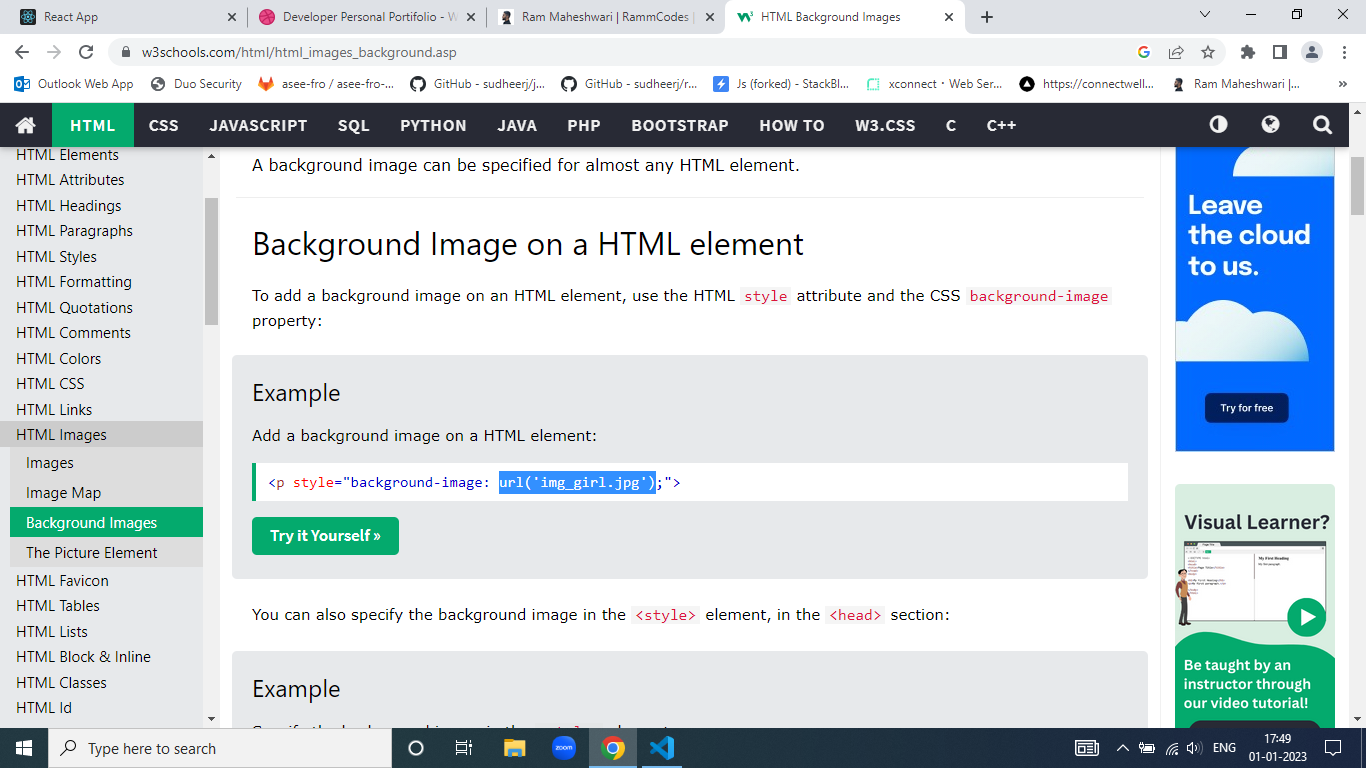 React App
Developer Personal Portifolio - W
Ram Maheshwari | RammCodes |
HTML Background Images
w3schools.com/html/html_images_background.asp
Outlook Web App
Duo Security
asee-fro / asee-fro-...
GitHub - sudheerj/j...
GitHub - sudheerj/r...
Js (forked) - StackBl...
xconnect · Web Ser...
https://connectwell...
Ram Maheshwari |...
»
HTML CSS JAVASCRIPT SQL PYTHON JAVA PHP BOOTSTRAP HOW TO W3.CSS C C++
HTML Elements
HTML Attributes
HTML Headings
HTML Paragraphs
HTML Styles
HTML Formatting
HTML Quotations
HTML Comments
HTML Colors
HTML CSS
HTML Links
HTML Images
Images
Image Map
Background Images
The Picture Element
HTML Favicon
HTML Tables
HTML Lists
HTML Block & Inline
HTML Classes
HTML Id
A background image can be specified for almost any HTML element.
Background Image on a HTML element
To add a background image on an HTML element, use the HTML style attribute and the CSS background-image
property:
Example
Add a background image on a HTML element:
<p style="background-image: url('img_girl.jpg');">
Try it Yourself »
You can also specify the background image in the <style> element, in the <head> section:
Example
Leave
the cloud
to us.
Try for free
Visual Learner?
My First Heading
Be taught by an
instructor through
our video tutorial!
Type here to search
zoom
ENG
17:49
01-01-2023